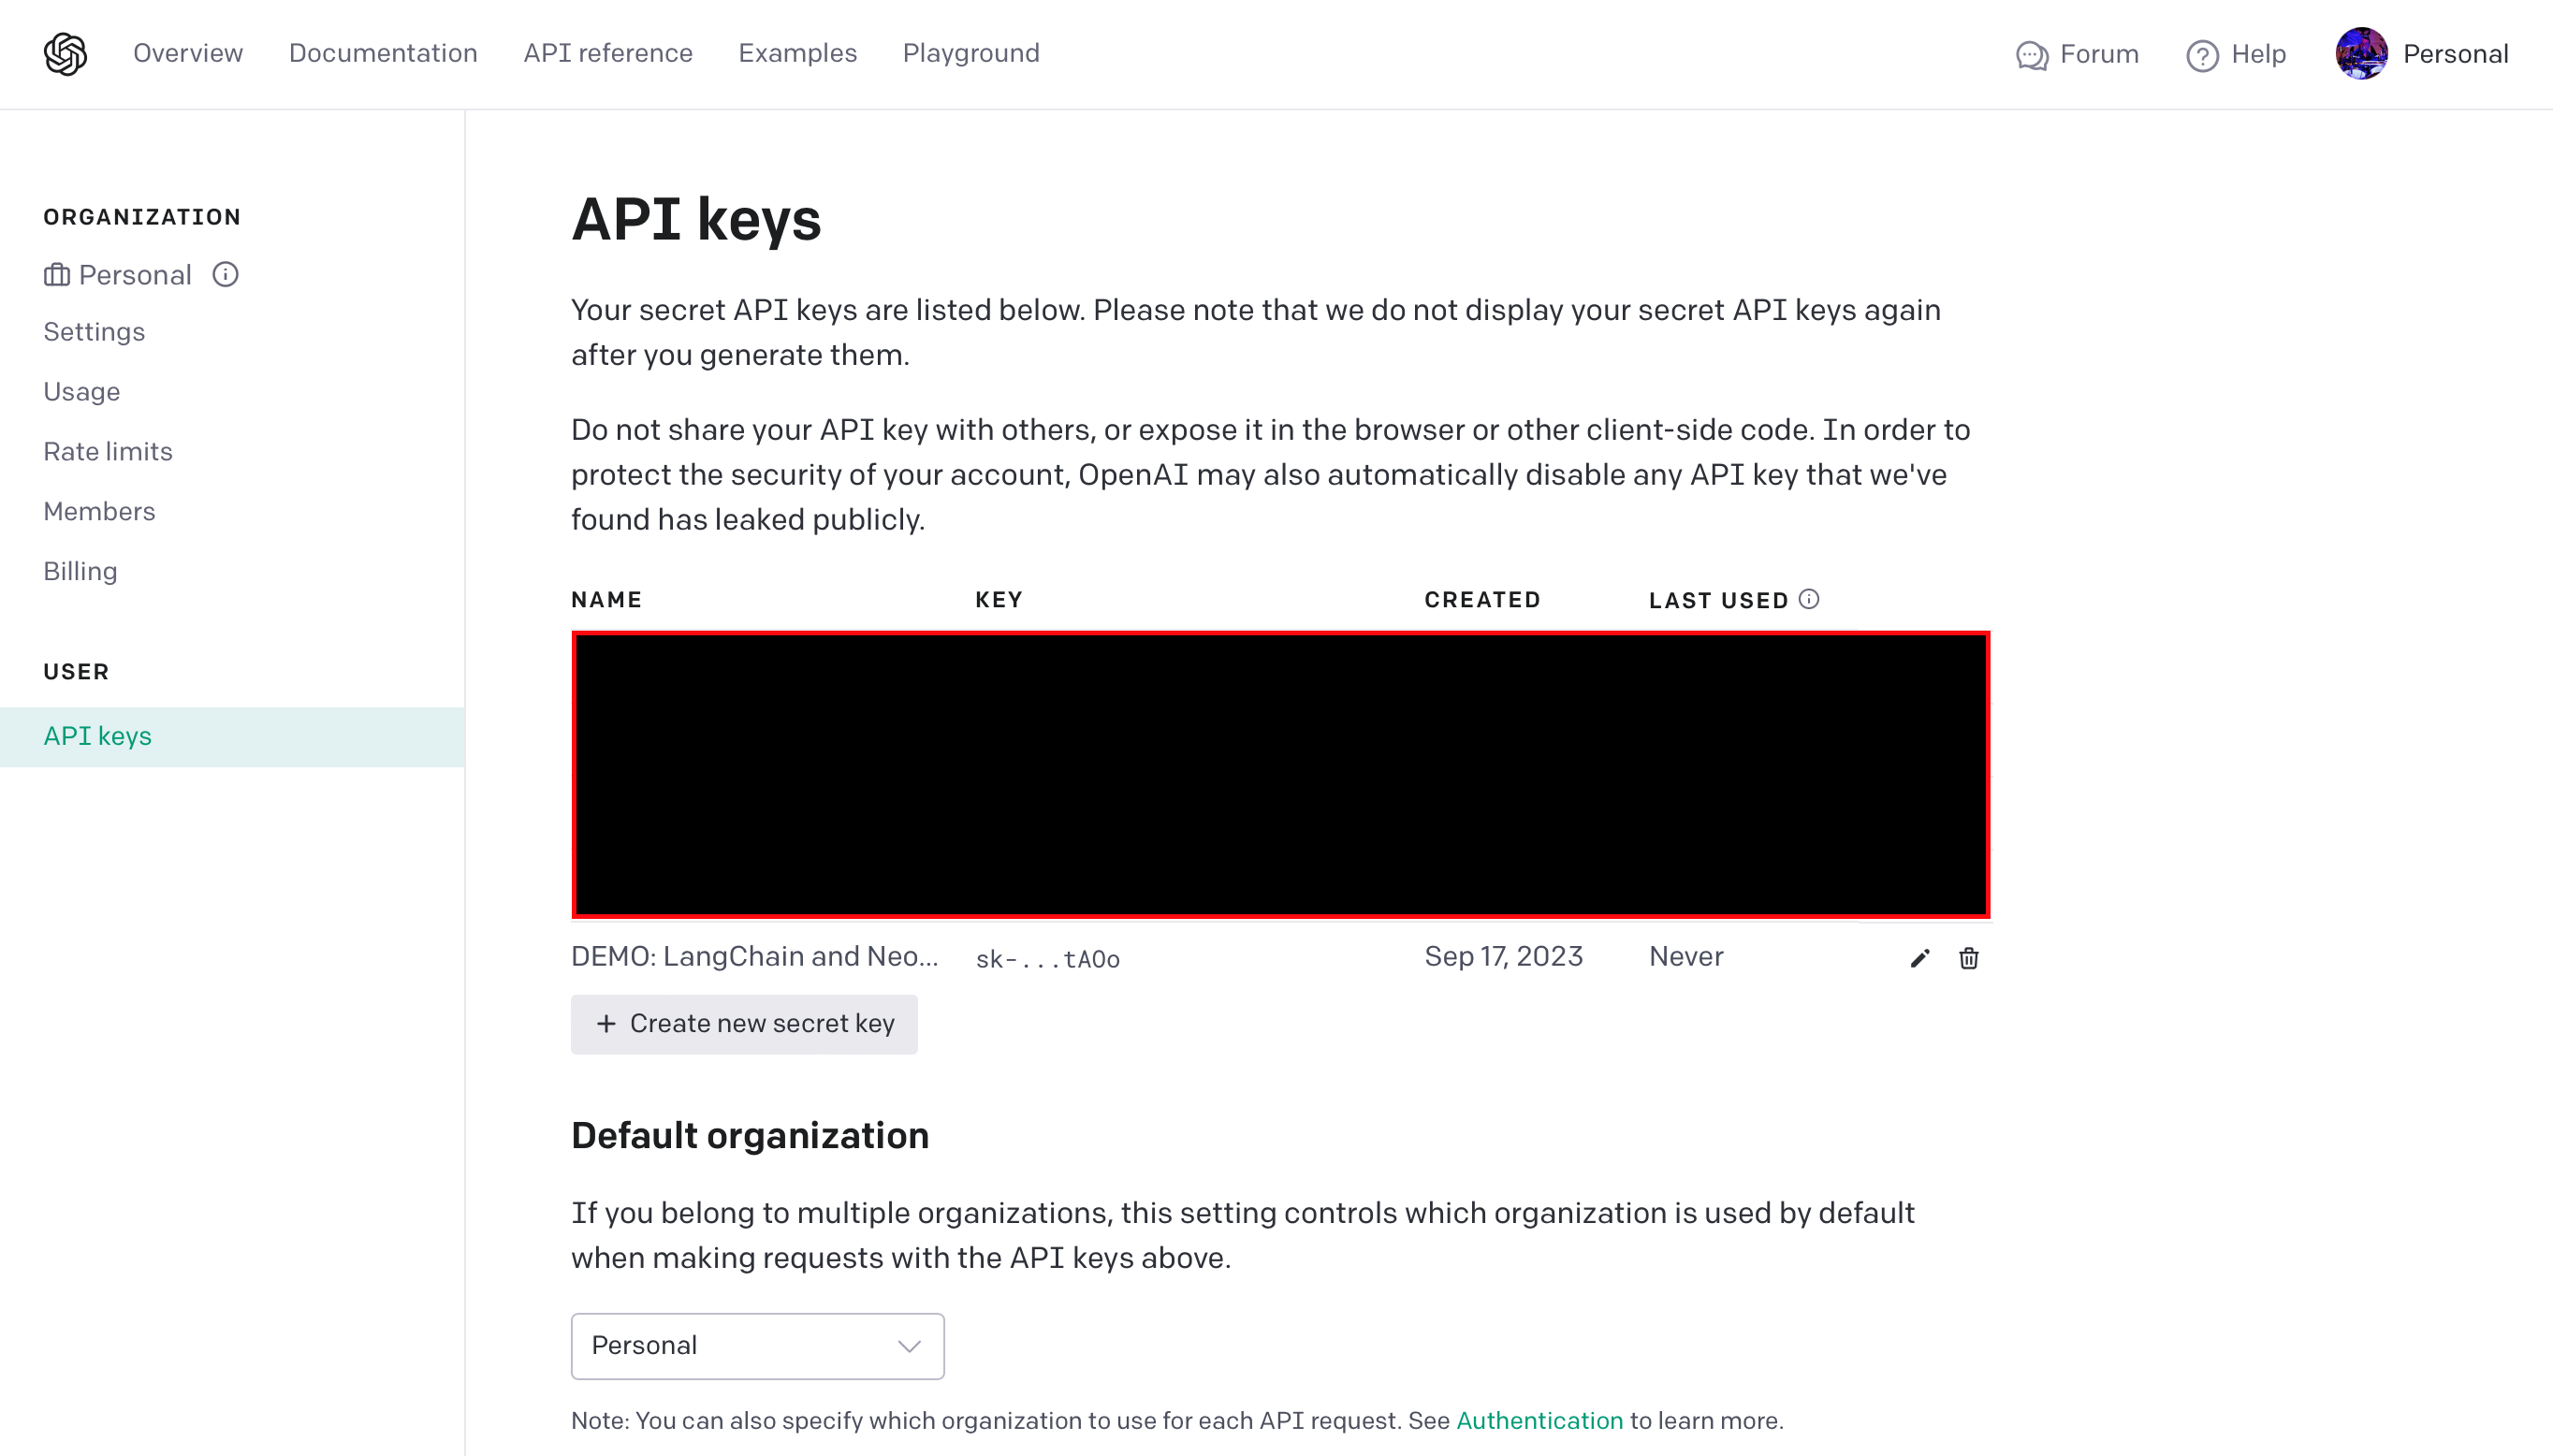 Overview Documentation API reference Examples Playground Forum Help Personal
ORGANIZATION
Personal
Settings
Usage
Rate limits
Members
Billing
USER
API keys
API keys
Your secret API keys are listed below. Please note that we do not display your secret API keys again
after you generate them.
Do not share your API key with others, or expose it in the browser or other client-side code. In order to
protect the security of your account, OpenAI may also automatically disable any API key that we've
found has leaked publicly.
NAME KEY CREATED LAST USED
DEMO: LangChain and Neo... sk-...tAOo Sep 17, 2023 Never
+ Create new secret key
Default organization
If you belong to multiple organizations, this setting controls which organization is used by default
when making requests with the API keys above.
Personal
Note: You can also specify which organization to use for each API request. See Authentication to learn more.